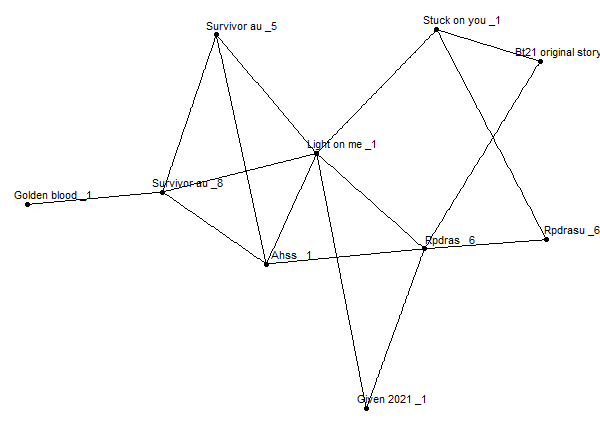 Stuck on you _1
Survivor au _5
Bt21 original story
Light on me _1
Survivor au _8
Golden blood _1
Rpdrasu _6
Rpdras _6
Ahss _1
Given 2021 _1